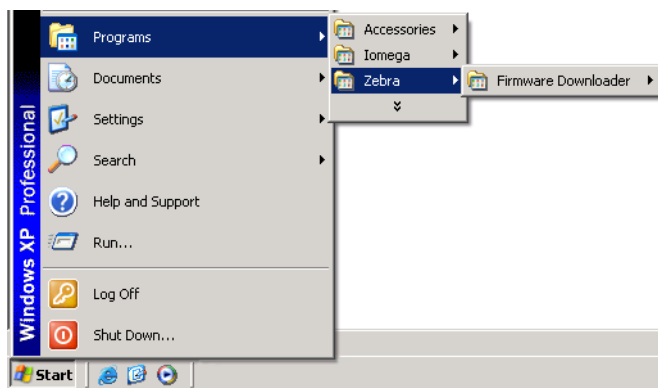 Programs
Accessories
Iomega
Zebra
Firmware Downloader
Documents
Settings
Search
Help and Support
Run...
Log Off
Shut Down...
Windows XP Professional
Start